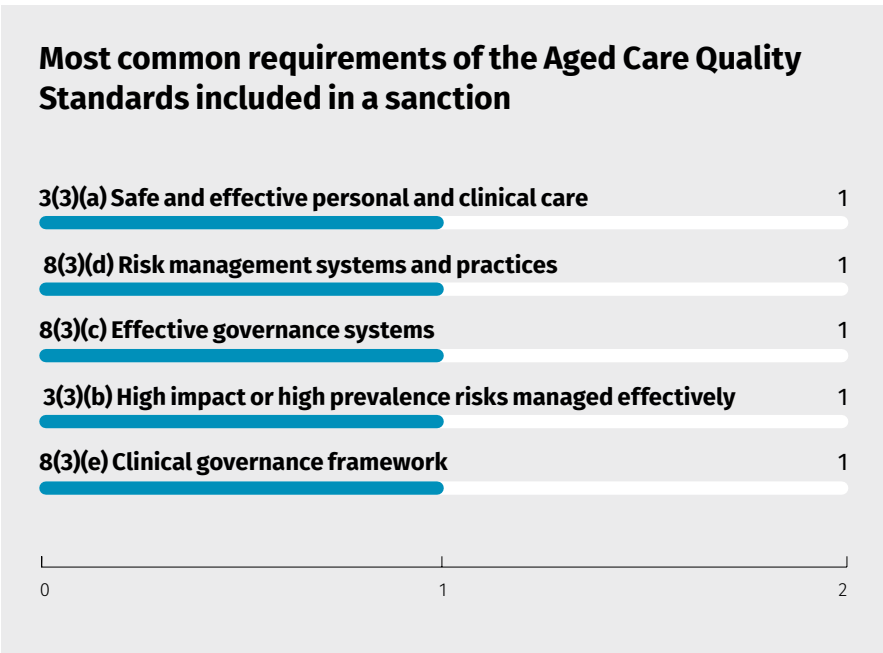 Most common requirements of the Aged Care Quality
Standards included in a sanction
3(3)(a) Safe and effective personal and clinical care 1
8(3)(d) Risk management systems and practices 1
8(3)(c) Effective governance systems 1
3(3)(b) High impact or high prevalence risks managed effectively 1
8(3)(e) Clinical governance framework 1
0 1 2